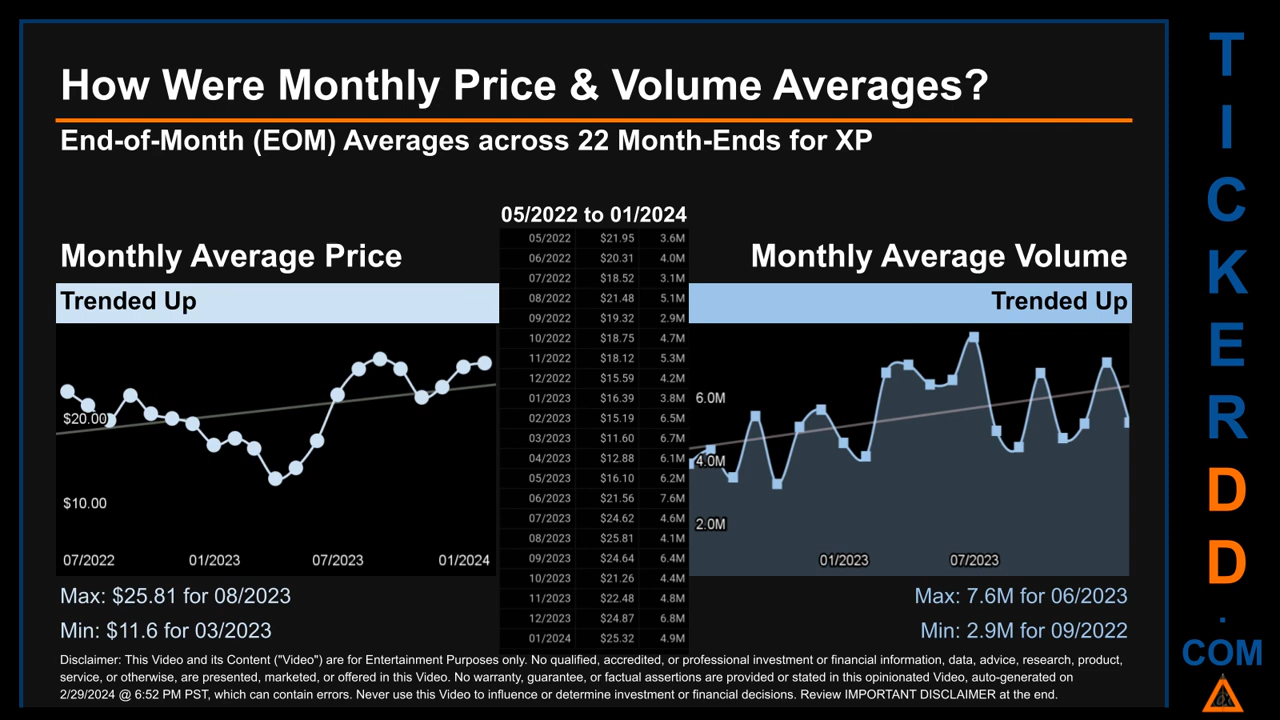 How Were Monthly Price & Volume Averages?
End-of-Month (EOM) Averages across 22 Month-Ends for XP
05/2022 to 01/2024
05/2022 $21.95 3.6M
06/2022 $20.31 4.0M
07/2022 $18.52 3.1M
08/2022 $21.48 5.1M
09/2022 $19.32 2.9M
10/2022 $18.75 4.7M
11/2022 $18.12 5.3M
12/2022 $15.59 4.2M
01/2023 $16.39 3.8M
02/2023 $15.19 6.5M
03/2023 $11.60 6.7M
04/2023 $12.88 6.1M
05/2023 $16.10 6.2M
06/2023 $21.56 7.6M
07/2023 $24.62 4.6M
08/2023 $25.81 4.1M
09/2023 $24.64 6.4M
10/2023 $21.26 4.4M
11/2023 $22.48 4.8M
12/2023 $24.87 6.8M
01/2024 $25.32 4.9M
Monthly Average Price
Trended Up
$20.00
$10.00
07/2022 01/2023 07/2023 01/2024
Max: $25.81 for 08/2023
Min: $11.6 for 03/2023
Monthly Average Volume
Trended Up
6.0M
4.0M
2.0M
01/2023 07/2023
Max: 7.6M for 06/2023
Min: 2.9M for 09/2022
Disclaimer: This Video and its Content ("Video") are for Entertainment Purposes only. No qualified, accredited, or professional investment or financial information, data, advice, research, product,
service, or otherwise, are presented, marketed, or offered in this Video. No warranty, guarantee, or factual assertions are provided or stated in this opinionated Video, auto-generated on
2/29/2024 @ 6:52 PM PST, which can contain errors. Never use this Video to influence or determine investment or financial decisions. Review IMPORTANT DISCLAIMER at the end.
T
I
C
K
E
R
D
D
.
COM